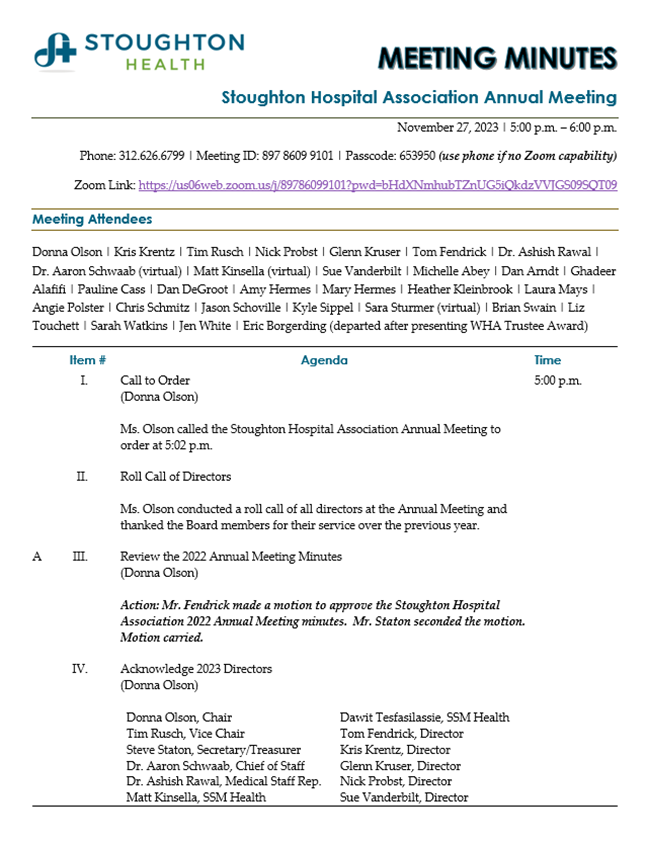 STOUGHTON
HEALTH
MEETING MINUTES
Stoughton Hospital Association Annual Meeting
November 27, 2023 | 5:00 p.m. – 6:00 p.m.
Phone: 312.626.6799 | Meeting ID: 897 8609 9101 | Passcode: 653950 (use phone if no Zoom capability)
Zoom Link: https://us06web.zoom.us/j/89786099101?pwd=bHdXNmhubTZnUG5iQkdzVVJGS09SQT09
Meeting Attendees
Donna Olson | Kris Krentz | Tim Rusch | Nick Probst | Glenn Kruser | Tom Fendrick | Dr. Ashish Rawal |
Dr. Aaron Schwaab (virtual) | Matt Kinsella (virtual) | Sue Vanderbilt | Michelle Abey | Dan Arndt | Ghadeer
Alafifi | Pauline Cass | Dan DeGroot | Amy Hermes | Mary Hermes | Heather Kleinbrook | Laura Mays |
Angie Polster | Chris Schmitz | Jason Schoville | Kyle Sippel | Sara Sturmer (virtual) | Brian Swain | Liz
Touchett | Sarah Watkins | Jen White | Eric Borgerding (departed after presenting WHA Trustee Award)
Item # Agenda Time
I. Call to Order 5:00 p.m.
(Donna Olson)
Ms. Olson called the Stoughton Hospital Association Annual Meeting to
order at 5:02 p.m.
II. Roll Call of Directors
Ms. Olson conducted a roll call of all directors at the Annual Meeting and
thanked the Board members for their service over the previous year.
A III. Review the 2022 Annual Meeting Minutes
(Donna Olson)
Action: Mr. Fendrick made a motion to approve the Stoughton Hospital
Association 2022 Annual Meeting minutes. Mr. Staton seconded the motion.
Motion carried.
IV. Acknowledge 2023 Directors
(Donna Olson)
Donna Olson, Chair Dawit Tesfasilassie, SSM Health
Tim Rusch, Vice Chair Tom Fendrick, Director
Steve Staton, Secretary/Treasurer Kris Krentz, Director
Dr. Aaron Schwaab, Chief of Staff Glenn Kruser, Director
Dr. Ashish Rawal, Medical Staff Rep. Nick Probst, Director
Matt Kinsella, SSM Health Sue Vanderbilt, Director